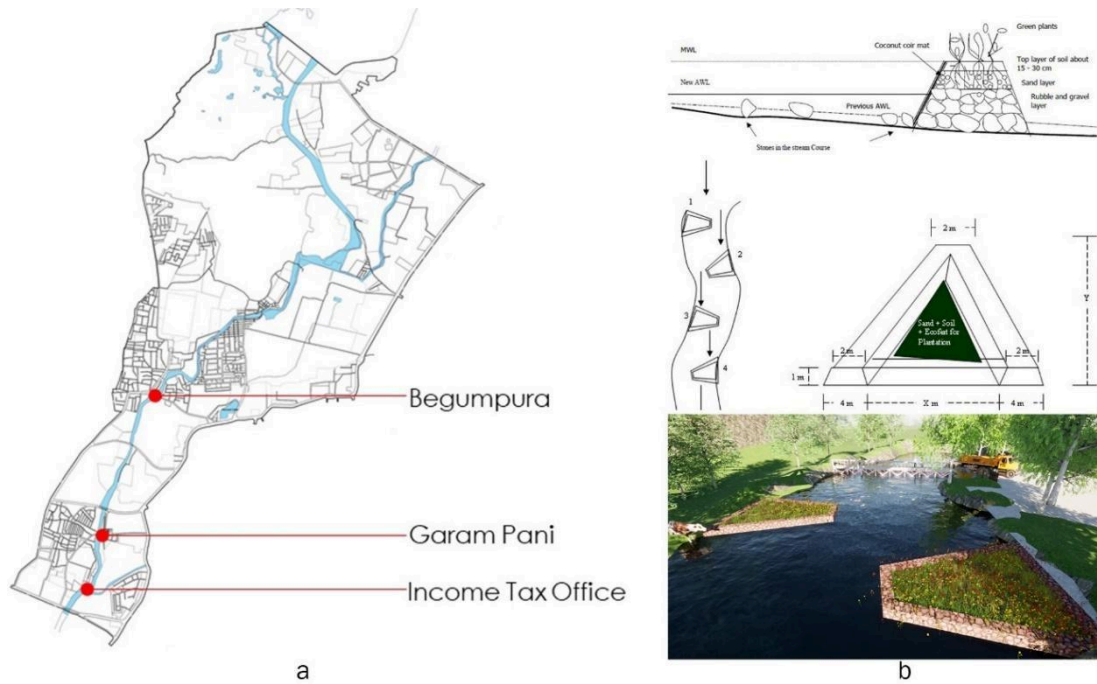 Begumpura
Garam Pani
Income Tax Office
a
Green plants
Coconut coir mat
MWL
Top layer of soil about
15 - 30 cm
Sand layer
New AWL
Rubble and gravel
layer
Previous AWL
Stones in the stream Course
1
2
3
4
2 m
Y
Sand + Soil
+ Ecofert for
Plantation
2 m
2 m
1 m
4 m
X m
4 m
b